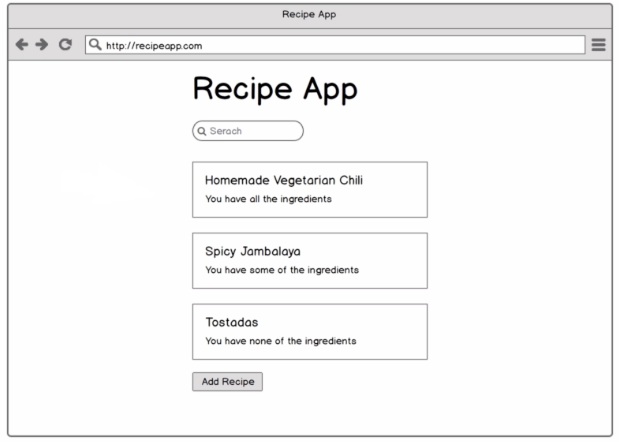 Recipe App
http://recipeapp.com
Recipe App
Serach
Homemade Vegetarian Chili
You have all the ingredients
Spicy Jambalaya
You have some of the ingredients
Tostadas
You have none of the ingredients
Add Recipe